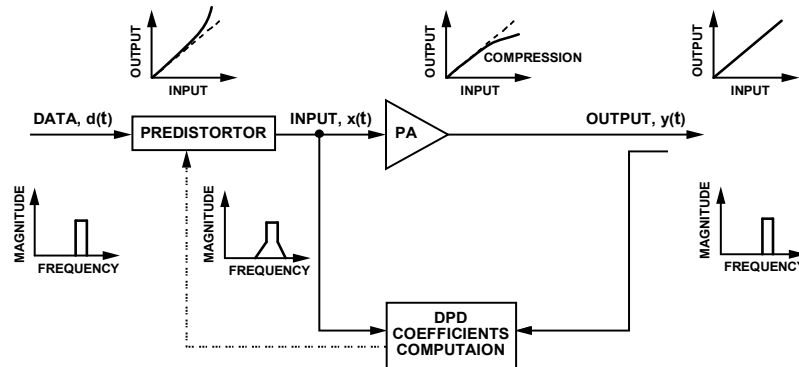 OUTPUT
INPUT
OUTPUT
COMPRESSION
INPUT
OUTPUT
INPUT
DATA, d(t)
PREDISTORTOR
INPUT, x(t)
PA
OUTPUT, y(t)
MAGNITUDE
FREQUENCY
MAGNITUDE
FREQUENCY
MAGNITUDE
FREQUENCY
DPD
COEFFICIENTS
COMPUTAION